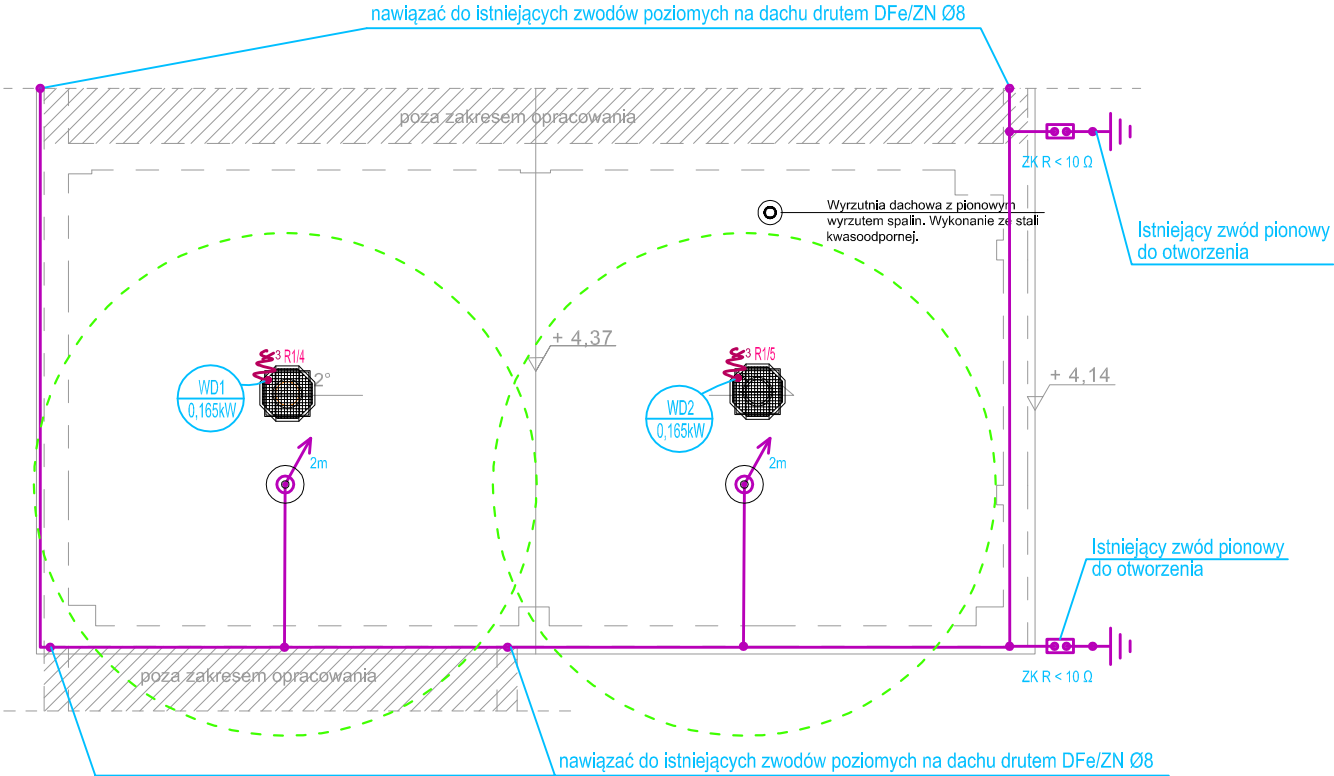 nawiązać do istniejących zwodów poziomych na dachu drutem DFe/ZN Ø8
poza zakresem opracowania
ZK R < 10 Ω
Wyrzutnia dachowa z pionowym
wyrzutem spalin. Wykonanie ze stali
kwasoodpornej.
Istniejący zwód pionowy
do otworzenia
+ 4,37
3 R1/4
3 R1/5
2°
WD1
0,165kW
+ 4,14
WD2
0,165kW
2m
2m
Istniejący zwód pionowy
do otworzenia
poza zakresem opracowania
ZK R < 10 Ω
nawiązać do istniejących zwodów poziomych na dachu drutem DFe/ZN Ø8